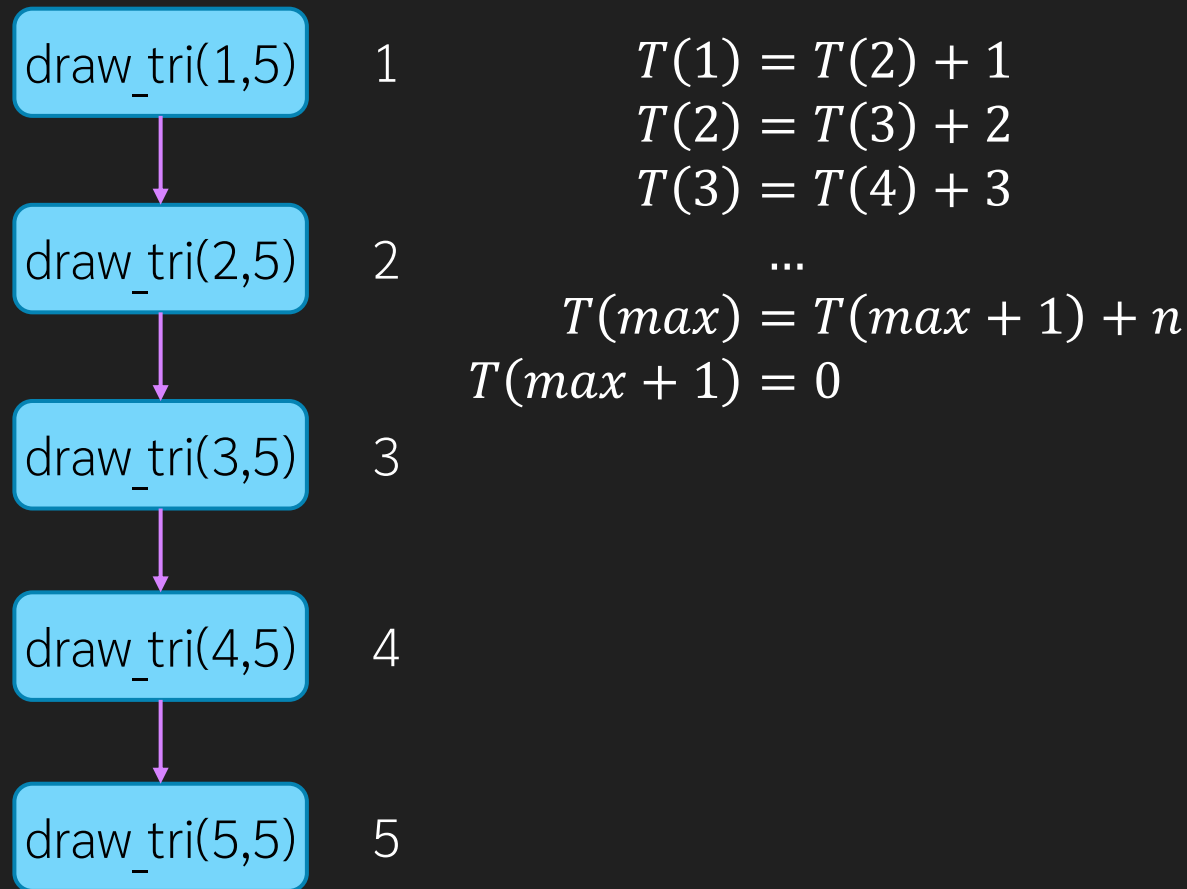 draw_tri(1,5)
1
draw_tri(2,5)
2
draw_tri(3,5)
3
draw_tri(4,5)
4
draw_tri(5,5)
5
T(1) = T(2) + 1
T(2) = T(3) + 2
T(3) = T(4) + 3
...
T(max) = T(max + 1) + n
T(max + 1) = 0